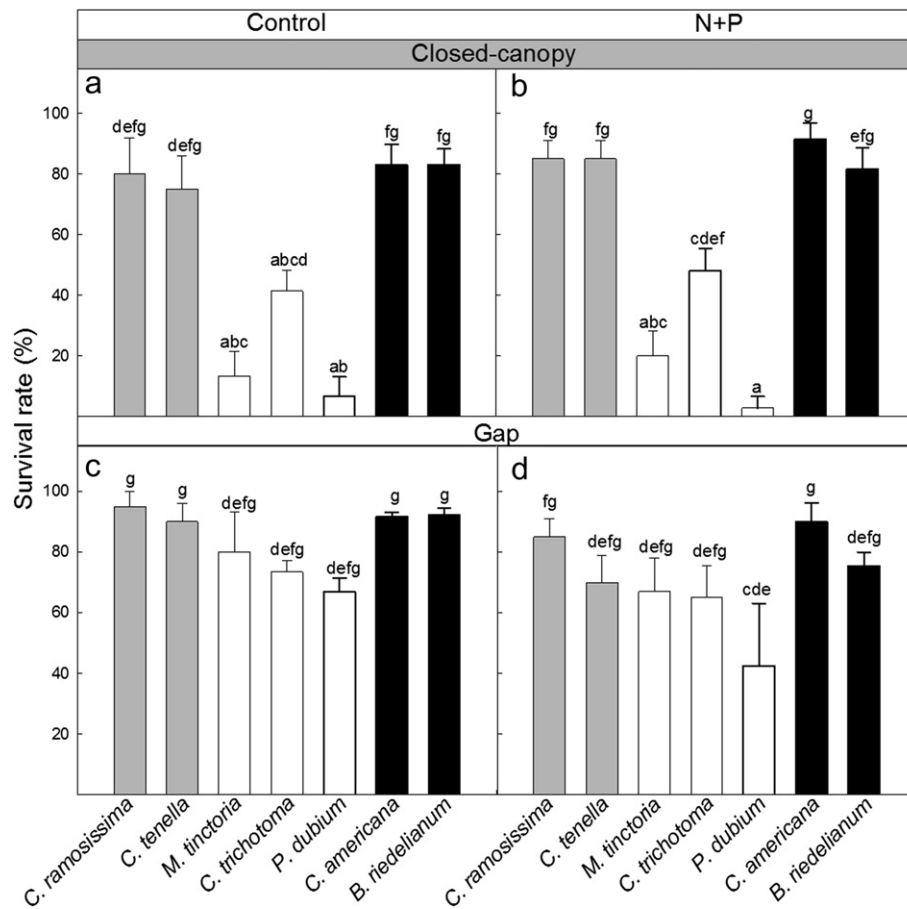 Control N+P
Closed-canopy
a b
defg defg abc abcd ab fg fg
fg fg abc cdef a g efg
100
80
60
40
20
Survival rate (%)
Gap
c d
g g defg defg defg g g
fg defg defg defg cde g defg
100
80
60
40
20
C. ramosissima C. tenella M. tinctoria C. trichotoma P. dubium C. americana B. riedelianum
C. ramosissima C. tenella M. tinctoria C. trichotoma P. dubium C. americana B. riedelianum